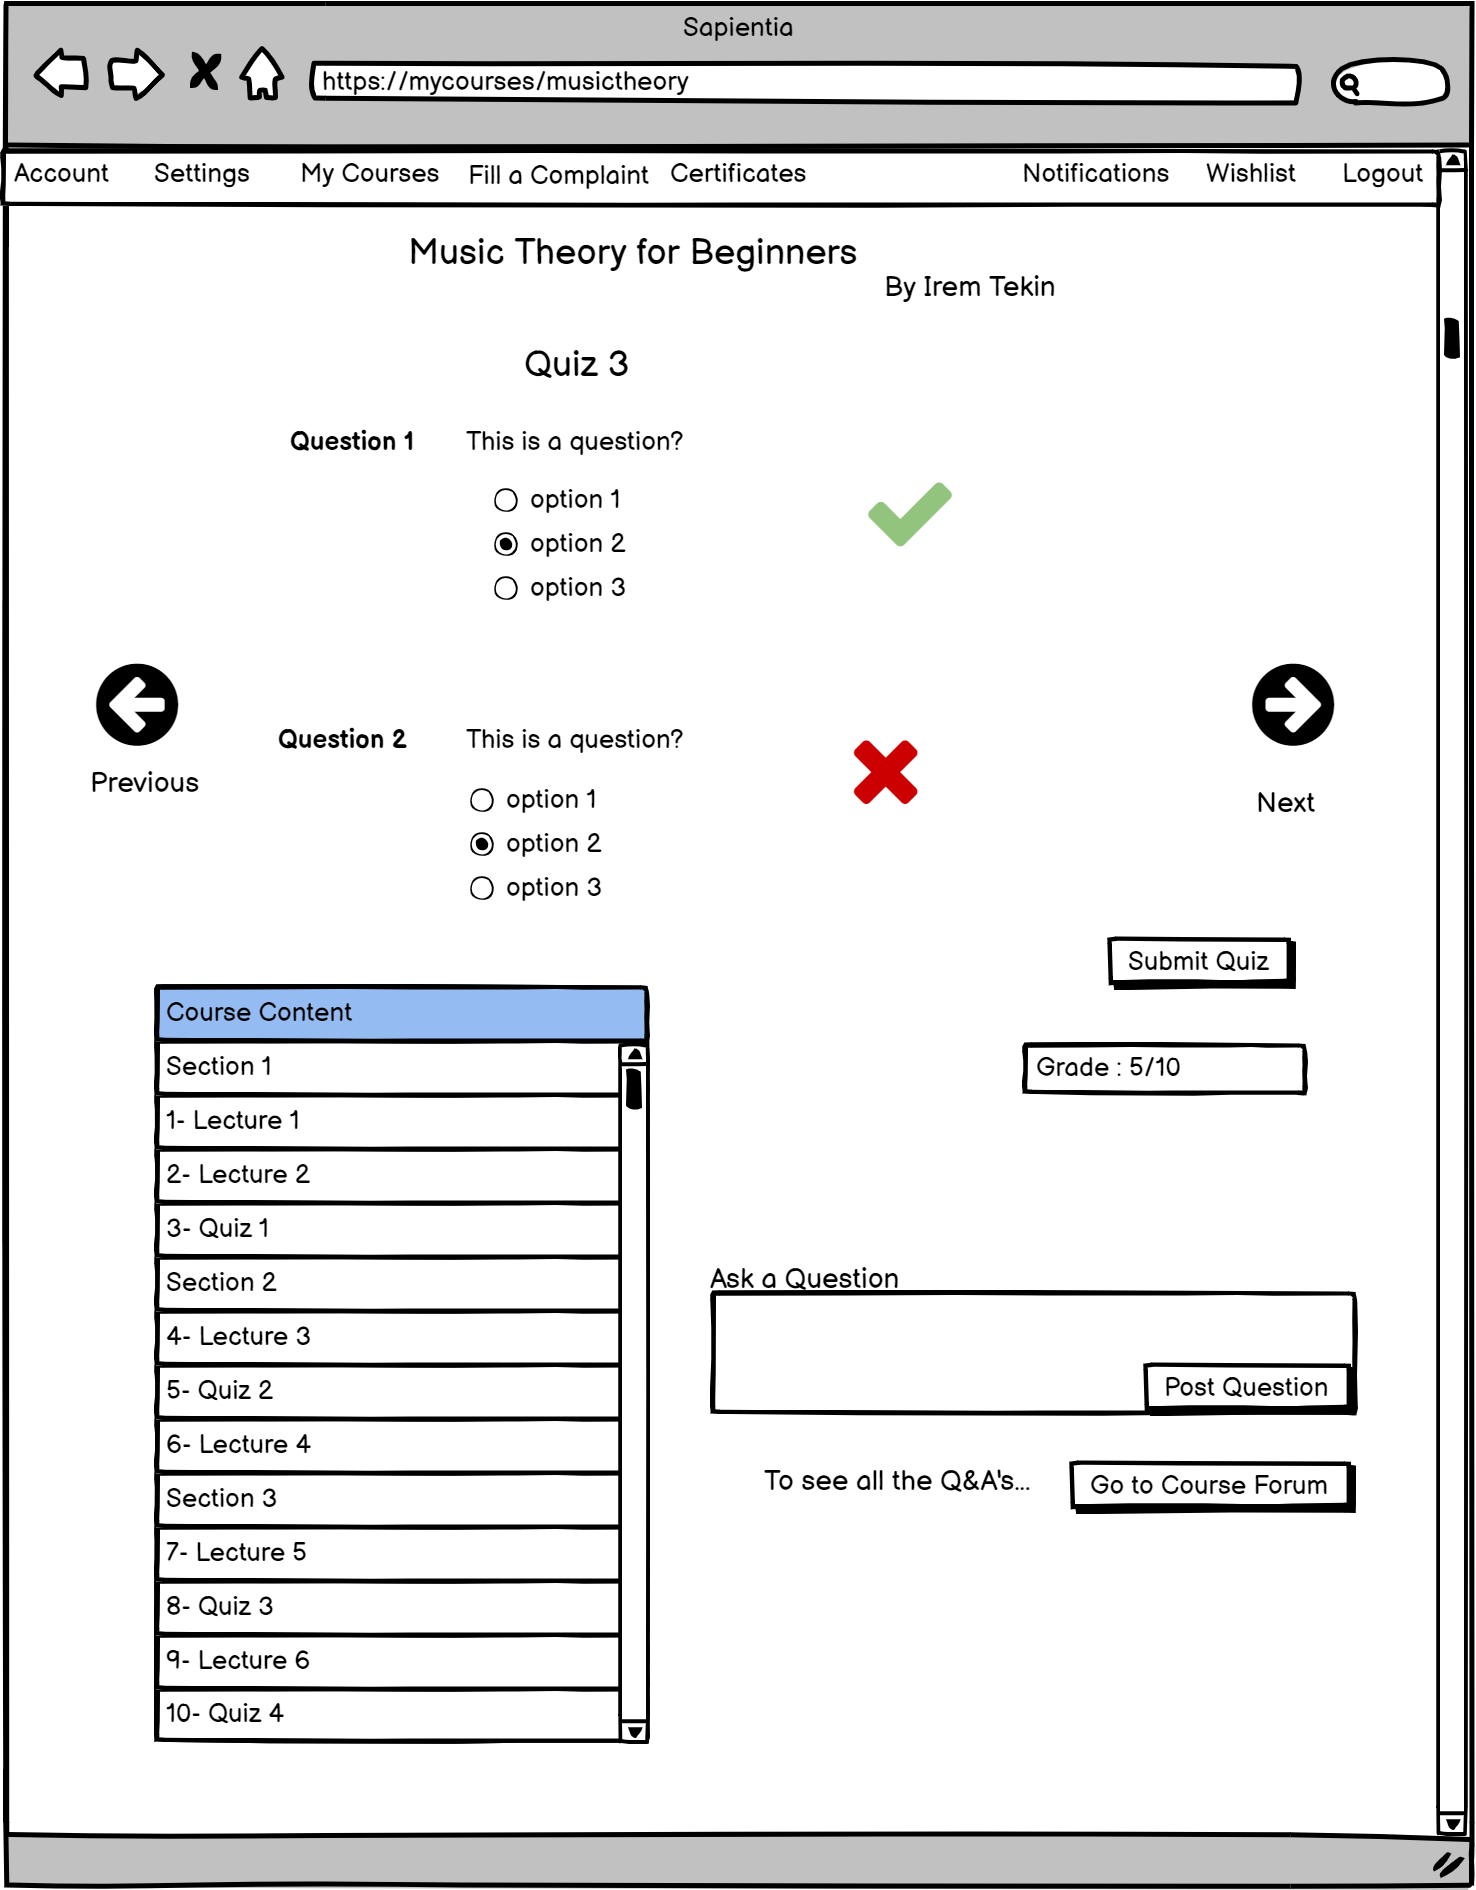 Sapientia
https://mycourses/musictheory
Account Settings My Courses Fill a Complaint Certificates Notifications Wishlist Logout
Music Theory for Beginners
By Irem Tekin
Quiz 3
Question 1 This is a question?
option 1
option 2
option 3
Question 2 This is a question?
Previous
Next
option 1
option 2
option 3
Submit Quiz
Grade : 5/10
Course Content
Section 1
1- Lecture 1
2- Lecture 2
3- Quiz 1
Section 2
4- Lecture 3
5- Quiz 2
6- Lecture 4
Section 3
7- Lecture 5
8- Quiz 3
9- Lecture 6
10- Quiz 4
Ask a Question
Post Question
To see all the Q&A's...
Go to Course Forum